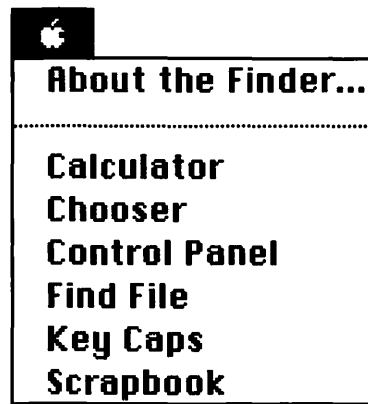 About the Finder...
Calculator
Chooser
Control Panel
Find File
Key Caps
Scrapbook